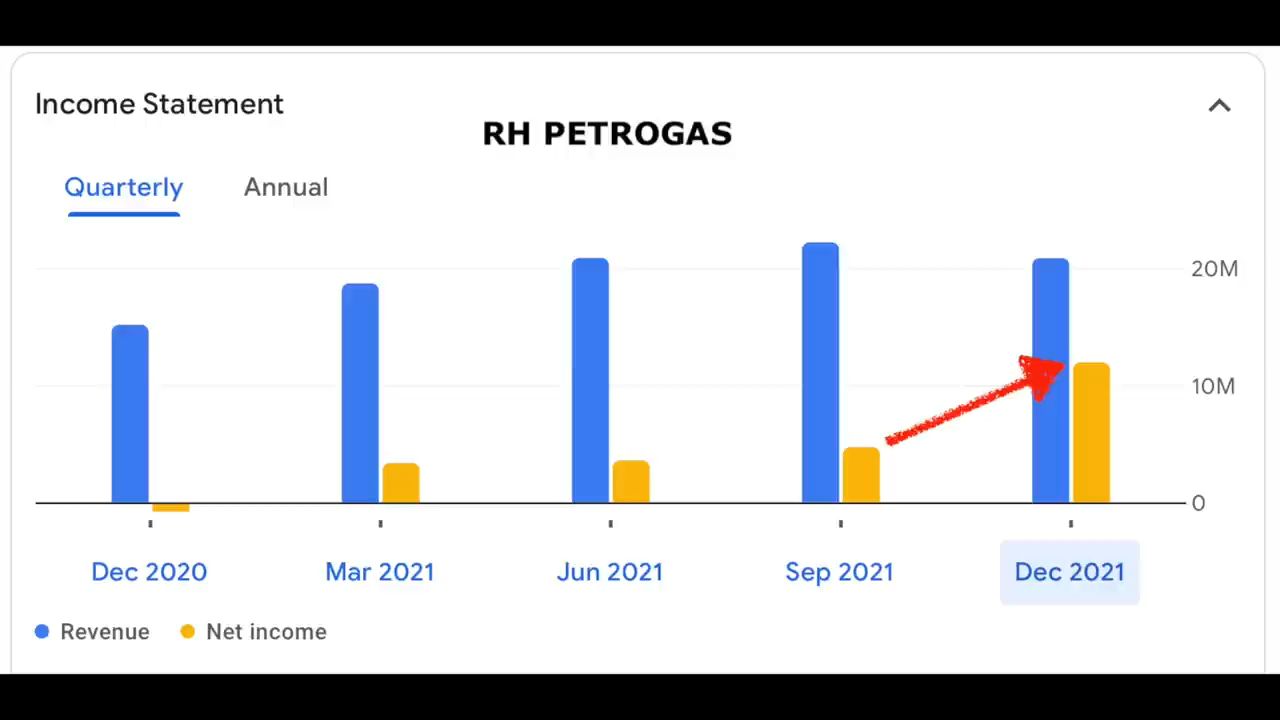 Income Statement
RH PETROGAS
Quarterly Annual
20M
10M
0
Dec 2020 Mar 2021 Jun 2021 Sep 2021 Dec 2021
Revenue Net income